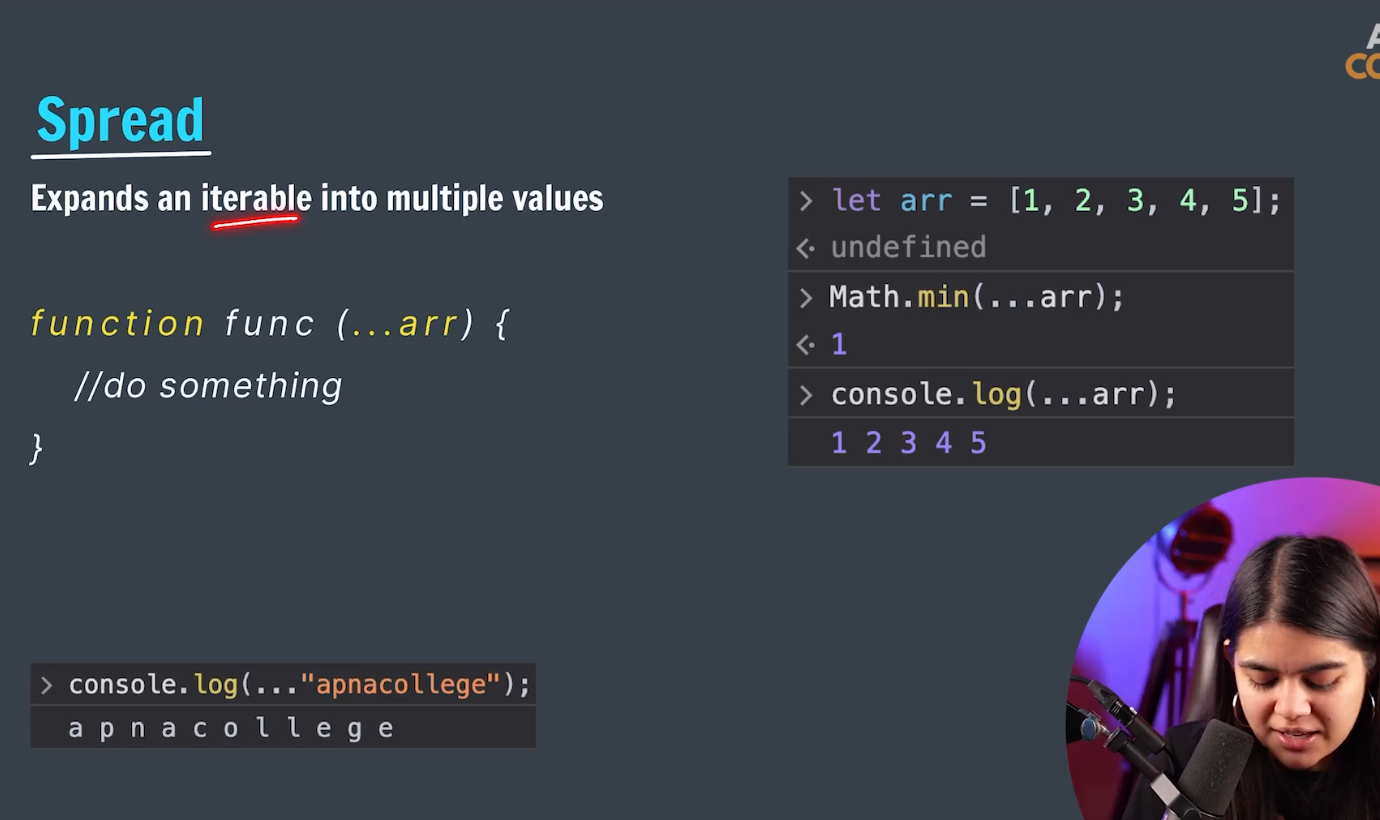 Spread
Expands an iterable into multiple values
function func (...arr) {
//do something
}
> let arr = [1, 2, 3, 4, 5];
<· undefined
> Math.min(...arr);
<· 1
> console.log(...arr);
1 2 3 4 5
> console.log(..."apnacollege");
a p n a c o l l e g e